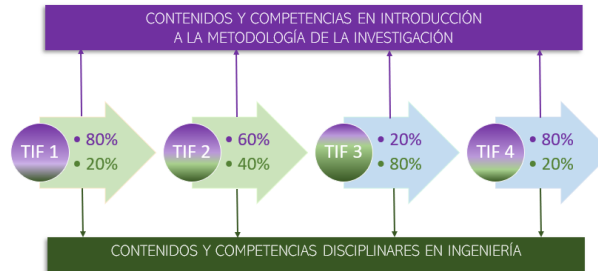 CONTENIDOS Y COMPETENCIAS EN INTRODUCCIÓN
A LA METODOLOGÍA DE LA INVESTIGACIÓN
TIF 1
• 80%
• 20%
TIF 2
• 60%
• 40%
TIF 3
• 20%
• 80%
TIF 4
• 80%
• 20%
CONTENIDOS Y COMPETENCIAS DISCIPLINARES EN INGENIERÍA